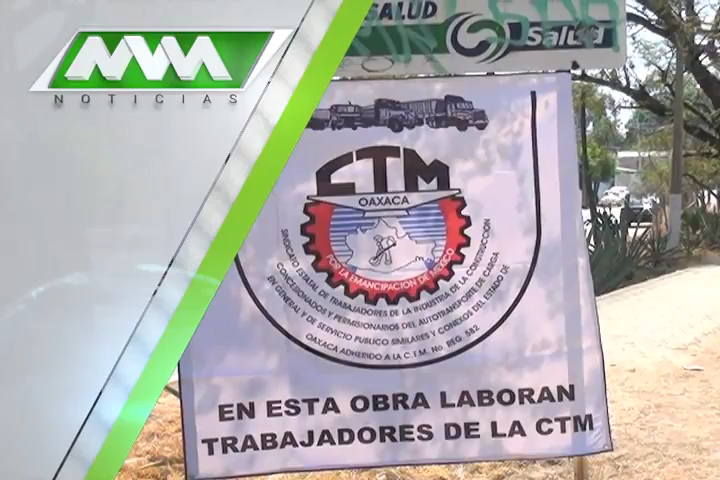 NVM
NOTICIAS
SALUD
Salud
CTM
OAXACA
POR LA EMANCIPACION DE MEXICO
SINDICATO ESTATAL DE TRABAJADORES DE LA INDUSTRIA DE LA CONSTRUCCION
CONCESIONADOS Y PERMISIONARIOS DEL AUTOTRANSPORTE DE CARGA
EN GENERAL Y DE SERVICIO PUBLICO SIMILARES Y CONEXOS DEL ESTADO DE
OAXACA ADHERIDO A LA C.T.M. No. REG. 582
EN ESTA OBRA LABORAN
TRABAJADORES DE LA CTM